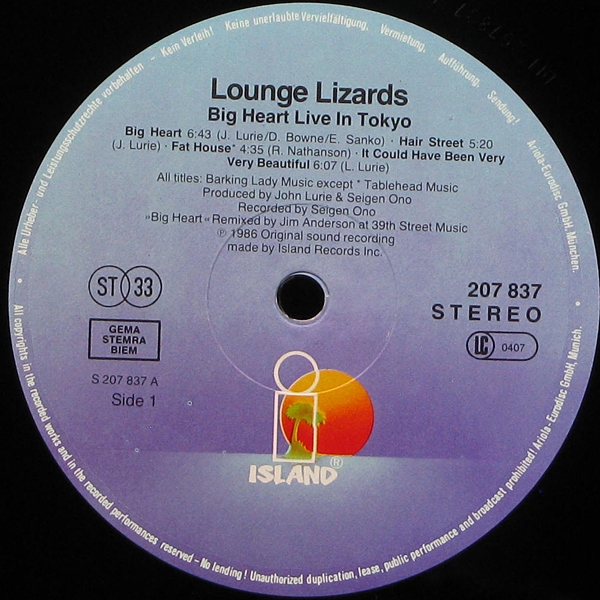 Alle Urheber- und Leistungsschutzrechte vorbehalten - Kein Verleih! Keine unerlaubte Vervielfältigung, Vermietung, Aufführung, Sendung! Ariola-Eurodisc GmbH, München.
Lounge Lizards
Big Heart Live In Tokyo
Big Heart 6:43 (J. Lurie/D. Bowne/E. Sanko) · Hair Street 5:20
(J. Lurie) · Fat House* 4:35 (R. Nathanson) · It Could Have Been Very
Very Beautiful 6:07 (L. Lurie)
All titles: Barking Lady Music except * Tablehead Music
Produced by John Lurie & Seigen Ono
Recorded by Seigen Ono
»Big Heart« Remixed by Jim Anderson at 39th Street Music
℗ 1986 Original sound recording
made by Island Records Inc.
ST 33
207 837
STEREO
GEMA
STEMRA
BIEM
LC 0407
S 207 837 A
Side 1
ISLAND ®
All copyrights in the recorded works and in the recorded performances reserved - No lending! Unauthorized duplication, lease, public performance and broadcast prohibited! Ariola-Eurodisc GmbH, Munich.